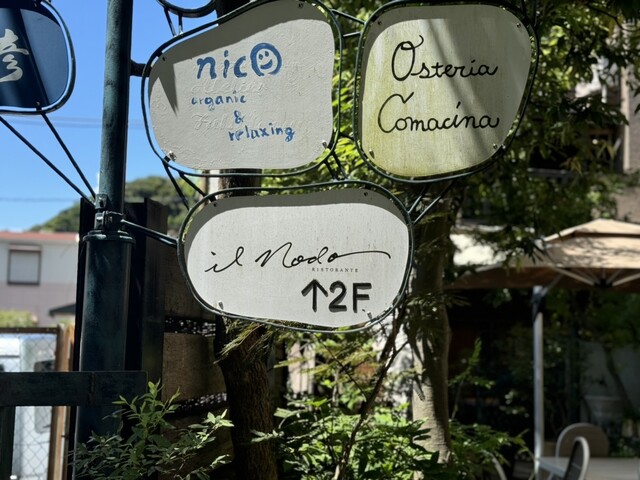 nico
organic
&
relaxing
Osteria
Comacina
il Nodo
RISTORANTE
↑2F